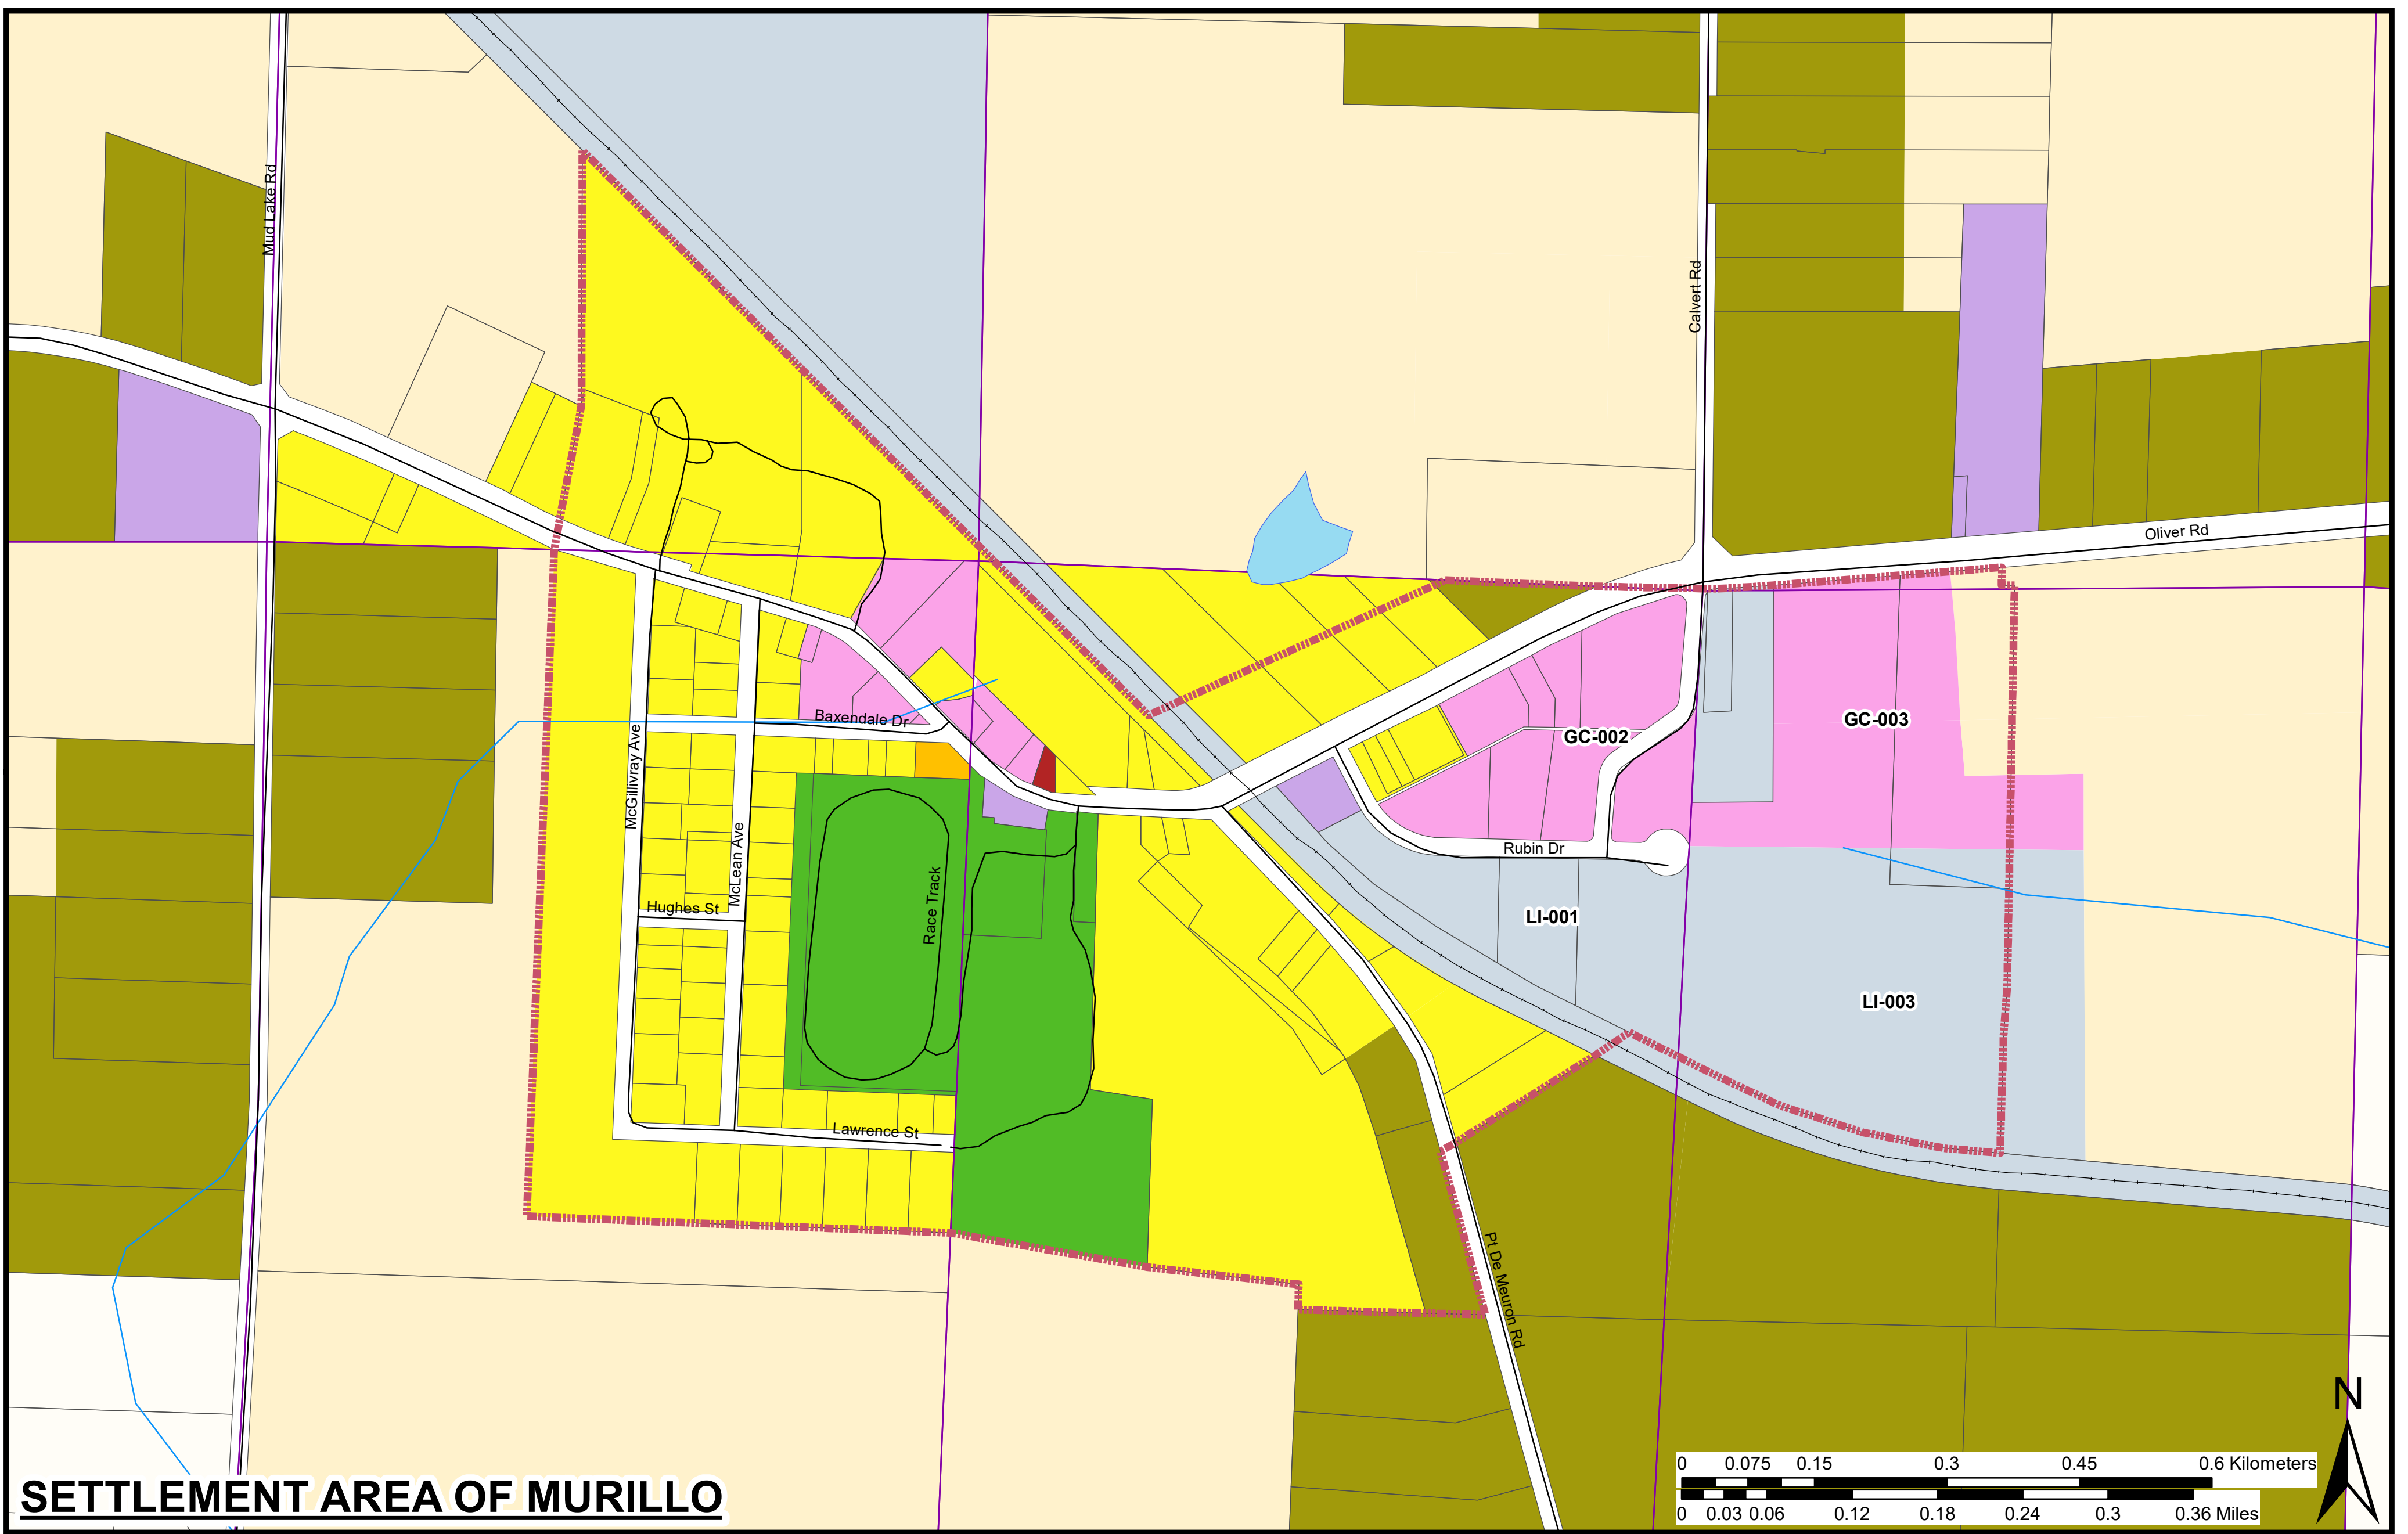 Mud Lake Rd
Calvert Rd
Oliver Rd
Baxendale Dr
GC-003
GC-002
McGillivray Ave
McLean Ave
Rubin Dr
Race Track
Hughes St
LI-001
LI-003
Lawrence St
Pt De Meuron Rd
N
SETTLEMENT AREA OF MURILLO
0 0.075 0.15 0.3 0.45 0.6 Kilometers
0 0.03 0.06 0.12 0.18 0.24 0.3 0.36 Miles